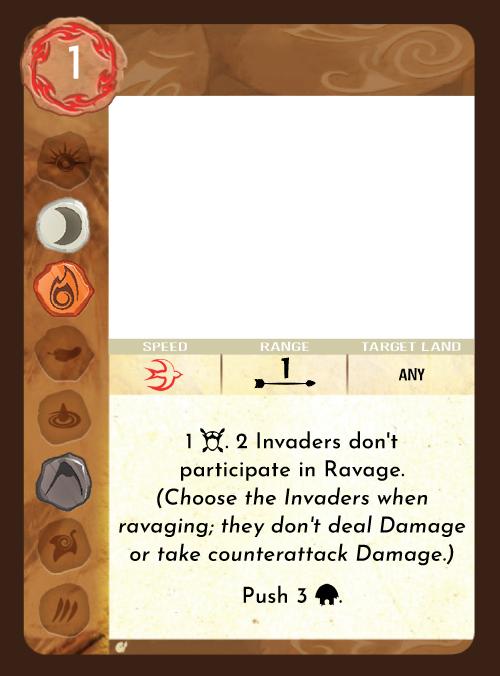 1
SPEED RANGE TARGET LAND
1 ANY
1 . 2 Invaders don't
participate in Ravage.
(Choose the Invaders when
ravaging; they don't deal Damage
or take counterattack Damage.)
Push 3 .